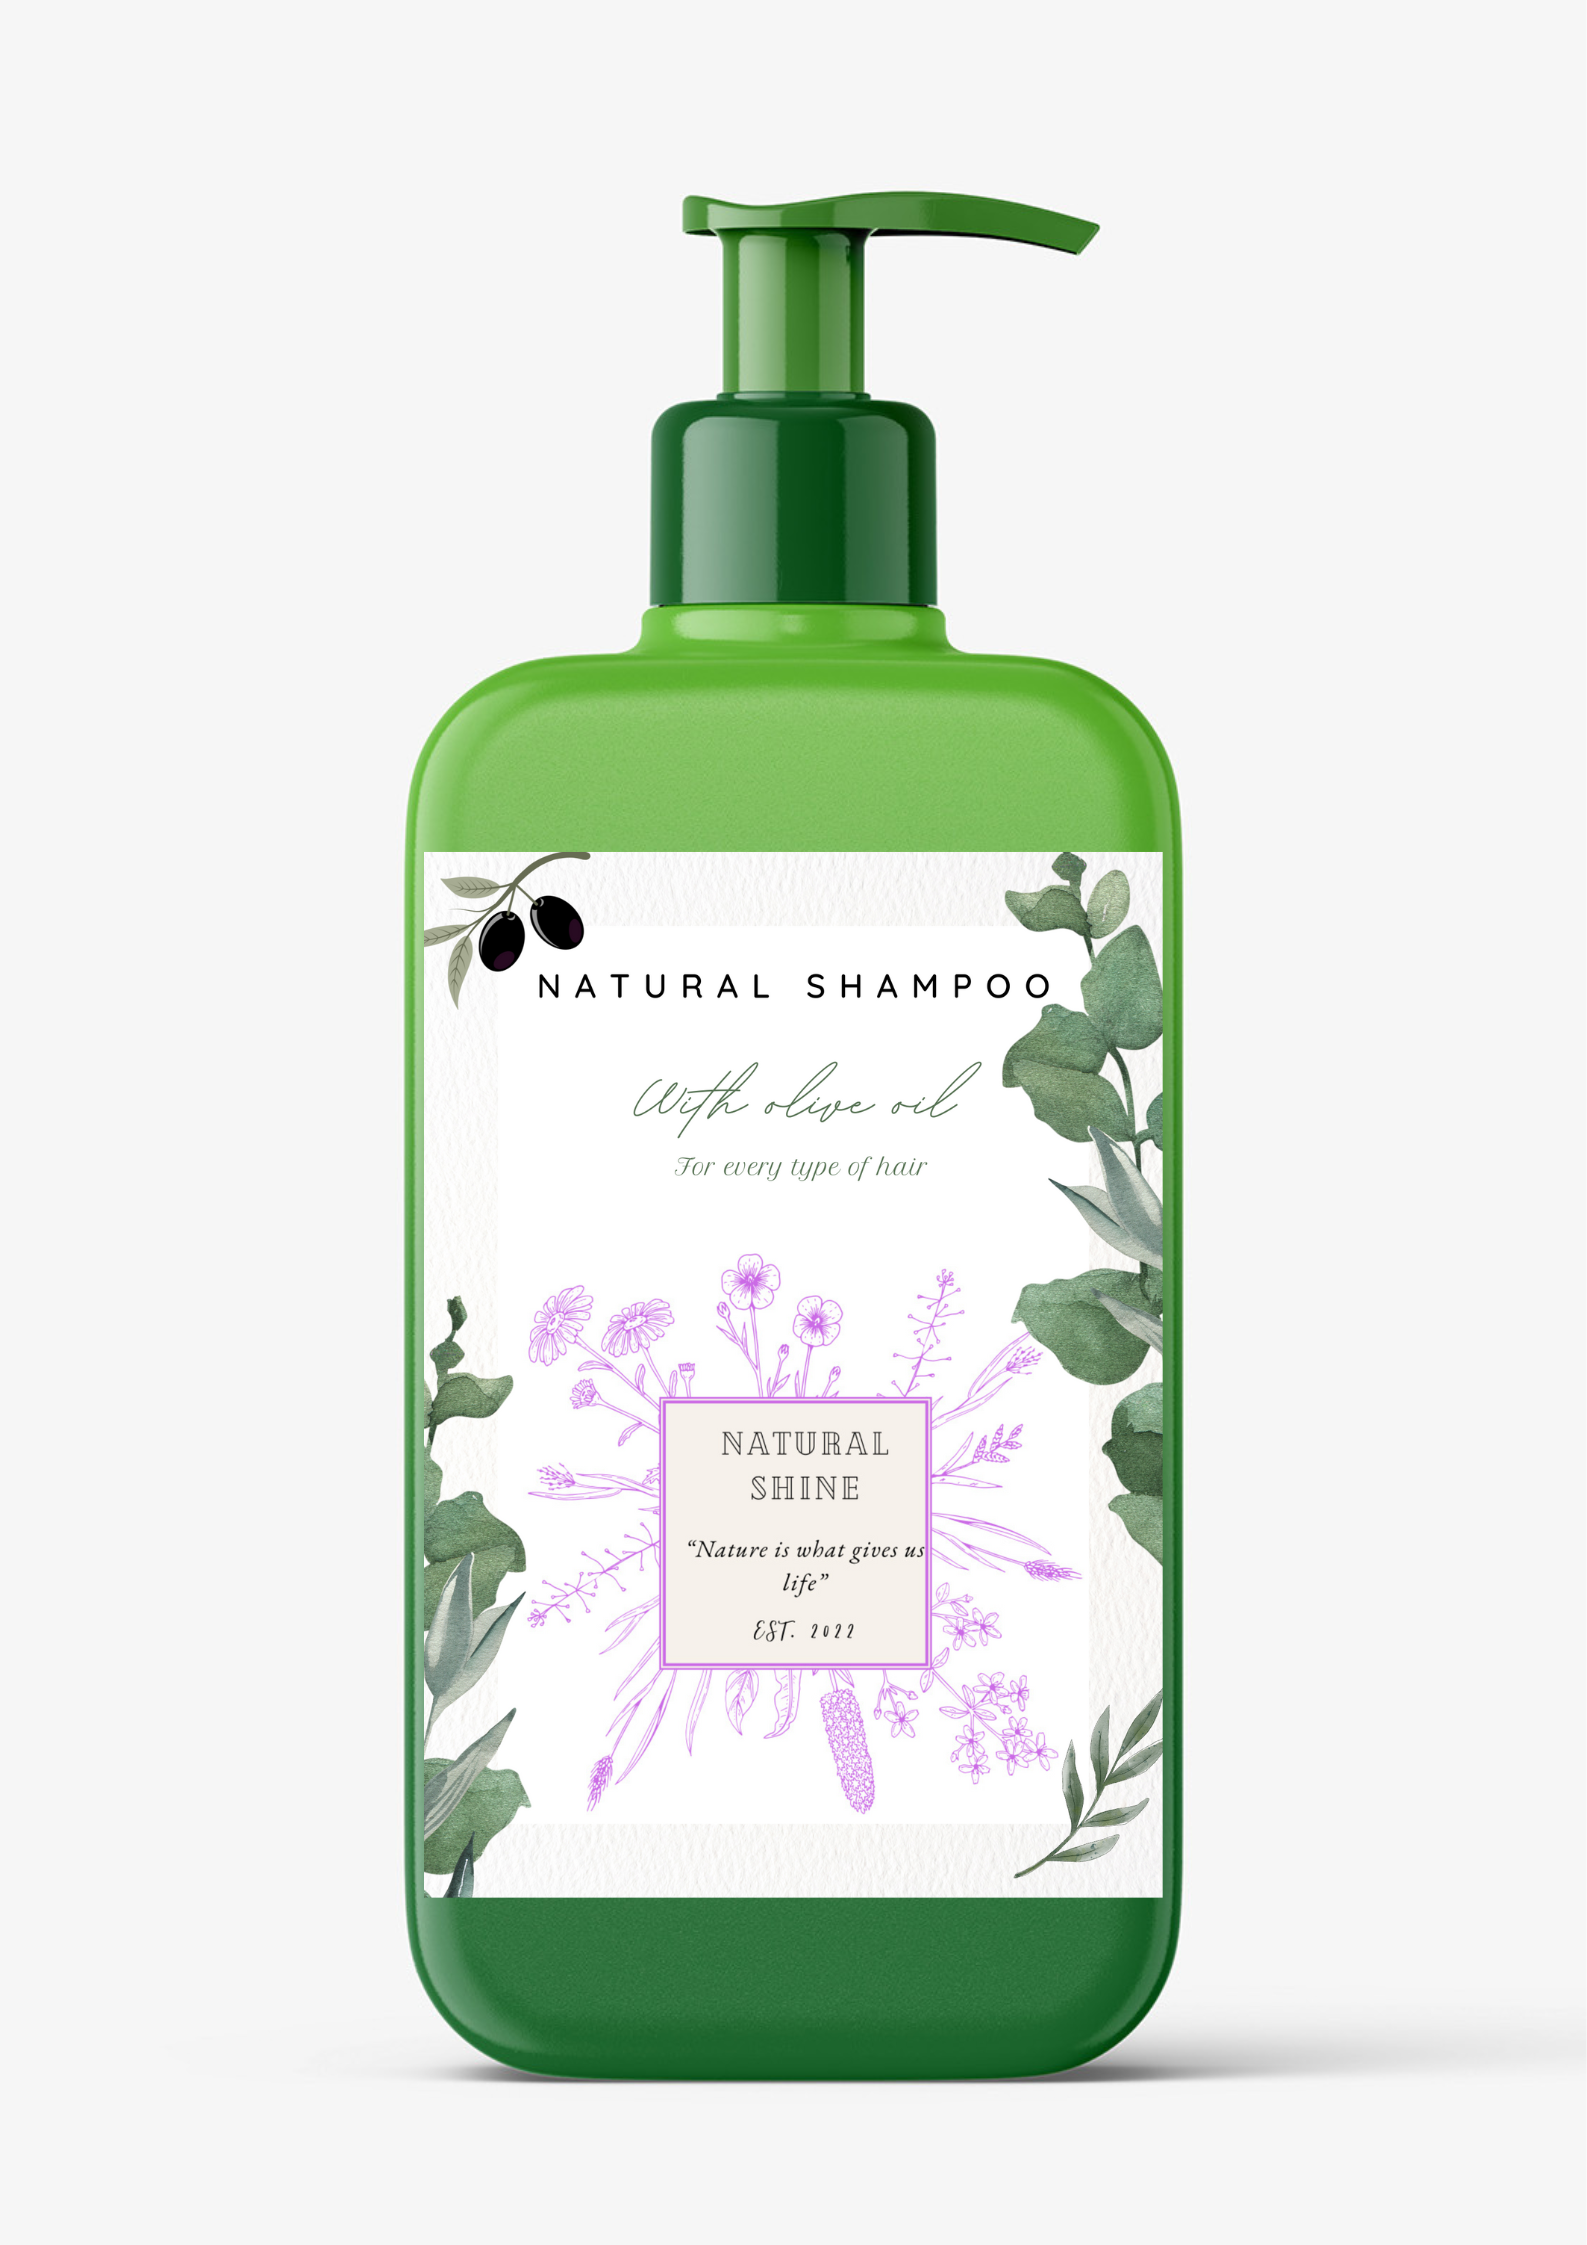 NATURAL SHAMPOO
With olive oil
For every type of hair
NATURAL
SHINE
“Nature is what gives us
life”
EST. 2022